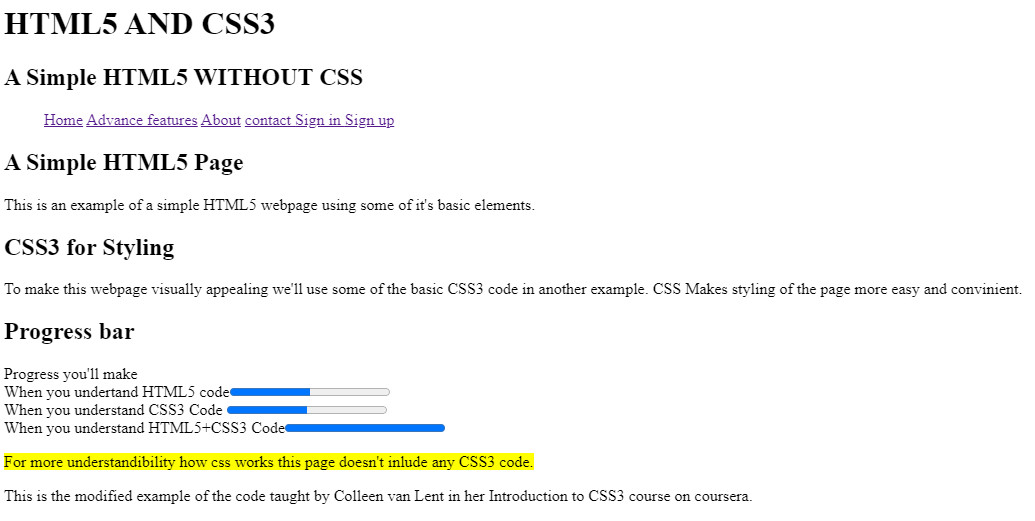 HTML5 AND CSS3
A Simple HTML5 WITHOUT CSS
Home Advance features About contact Sign in Sign up
A Simple HTML5 Page
This is an example of a simple HTML5 webpage using some of it's basic elements.
CSS3 for Styling
To make this webpage visually appealing we'll use some of the basic CSS3 code in another example. CSS Makes styling of the page more easy and convinient.
Progress bar
Progress you'll make
When you undertand HTML5 code
When you understand CSS3 Code
When you understand HTML5+CSS3 Code
For more understandibility how css works this page doesn't inlude any CSS3 code.
This is the modified example of the code taught by Colleen van Lent in her Introduction to CSS3 course on coursera.